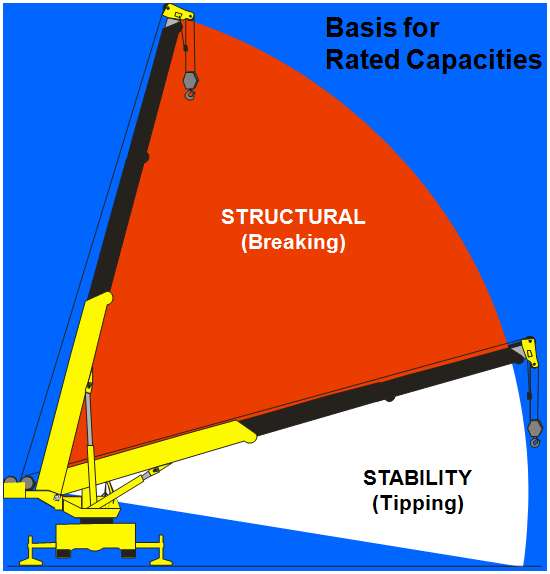 Basis for
Rated Capacities
STRUCTURAL
(Breaking)
STABILITY
(Tipping)